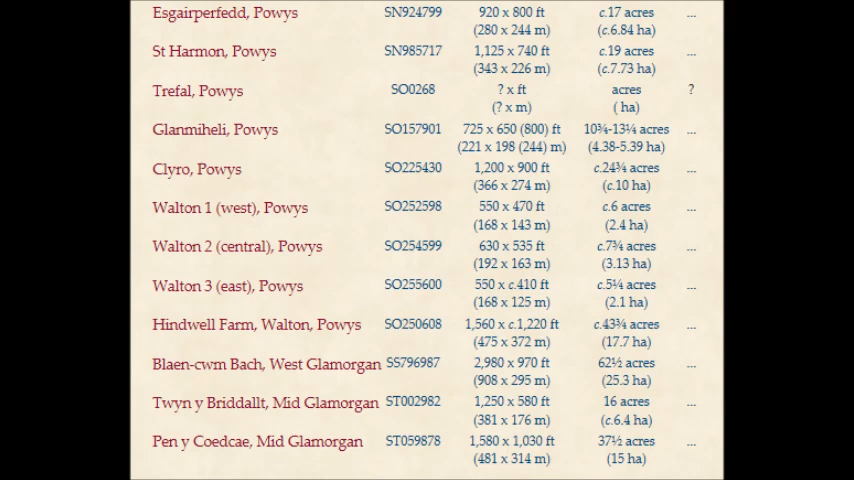 Esgairperfedd, Powys SN924799 920 x 800 ft c.17 acres ...
(280 x 244 m) (c.6.84 ha)
St Harmon, Powys SN985717 1,125 x 740 ft c.19 acres ...
(343 x 226 m) (c.7.73 ha)
Trefal, Powys SO0268 ? x ft acres ?
(? x m) ( ha)
Glanmiheli, Powys SO157901 725 x 650 (800) ft 10¾-13¼ acres ...
(221 x 198 (244) m) (4.38-5.39 ha)
Clyro, Powys SO225430 1,200 x 900 ft c.24¾ acres ...
(366 x 274 m) (c.10 ha)
Walton 1 (west), Powys SO252598 550 x 470 ft c.6 acres ...
(168 x 143 m) (2.4 ha)
Walton 2 (central), Powys SO254599 630 x 535 ft c.7¾ acres ...
(192 x 163 m) (3.13 ha)
Walton 3 (east), Powys SO255600 550 x c.410 ft c.5¼ acres ...
(168 x 125 m) (2.1 ha)
Hindwell Farm, Walton, Powys SO250608 1,560 x c.1,220 ft c.43¾ acres ...
(475 x 372 m) (17.7 ha)
Blaen-cwm Bach, West Glamorgan SS796987 2,980 x 970 ft 62½ acres ...
(908 x 295 m) (25.3 ha)
Twyn y Briddallt, Mid Glamorgan ST002982 1,250 x 580 ft 16 acres ...
(381 x 176 m) (c.6.4 ha)
Pen y Coedcae, Mid Glamorgan ST059878 1,580 x 1,030 ft 37½ acres ...
(481 x 314 m) (15 ha)